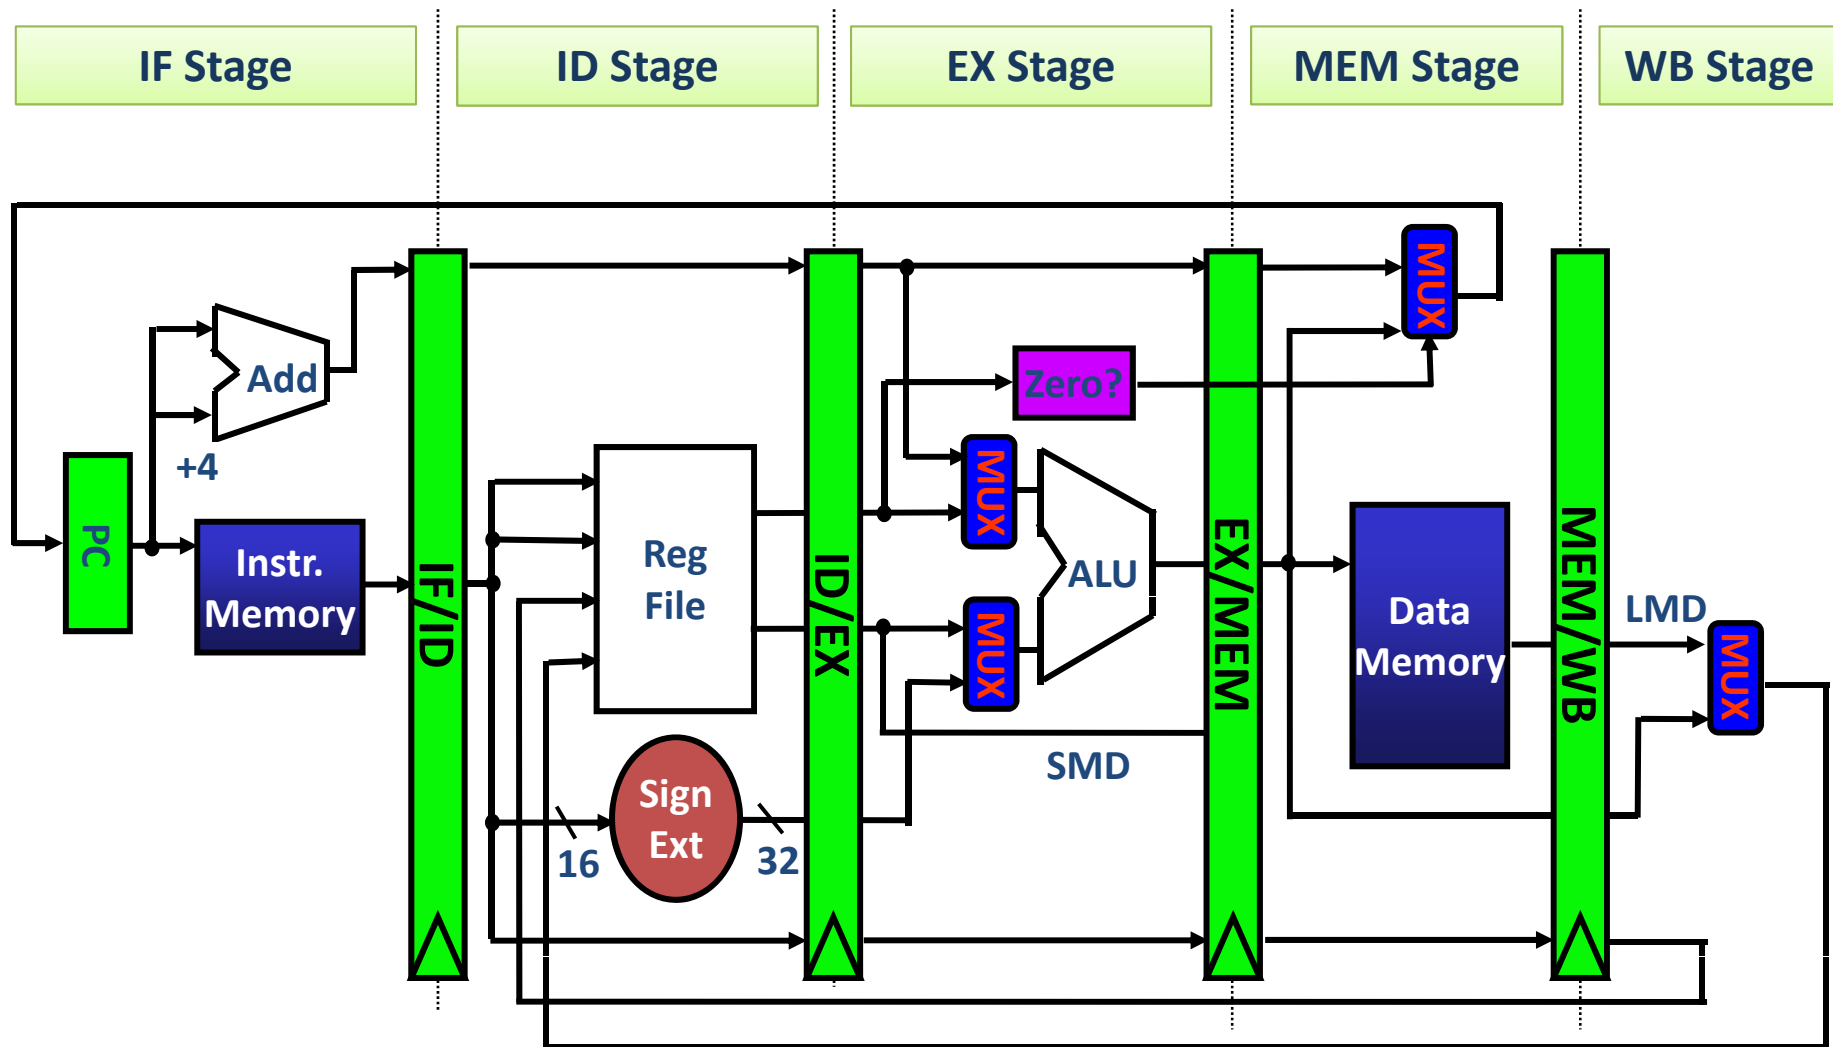 IF Stage
ID Stage
EX Stage
MEM Stage
WB Stage
Add
+4
PC
Instr.
Memory
IF/ID
Reg
File
Sign
Ext
16
32
ID/EX
Zero?
MUX
MUX
ALU
SMD
EX/MEM
MUX
Data
Memory
MEM/WB
LMD
MUX